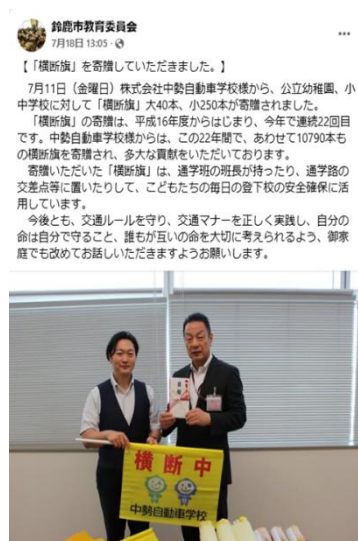 鈴鹿市教育委員会
7月18日 13:05
【「横断旗」を寄贈していただきました。】
7月11日（金曜日）株式会社中勢自動車学校様から、公立幼稚園、小
中学校に対して「横断旗」大40本、小250本が寄贈されました。
「横断旗」の寄贈は、平成16年度からはじまり、今年で連続22回目
です。中勢自動車学校様からは、この22年間で、あわせて10790本も
の横断旗を寄贈され、多大な貢献をいただいております。
寄贈いただいた「横断旗」は、通学班の班長が持ったり、通学路の
交差点等に置いたりして、こどもたちの毎日の登下校の安全確保に活
用しています。
今後とも、交通ルールを守り、交通マナーを正しく実践し、自分の
命は自分で守ること、誰もが互いの命を大切に考えられるよう、御家
庭でも改めてお話しいただきますようお願いします。
横断中
中勢自動車学校